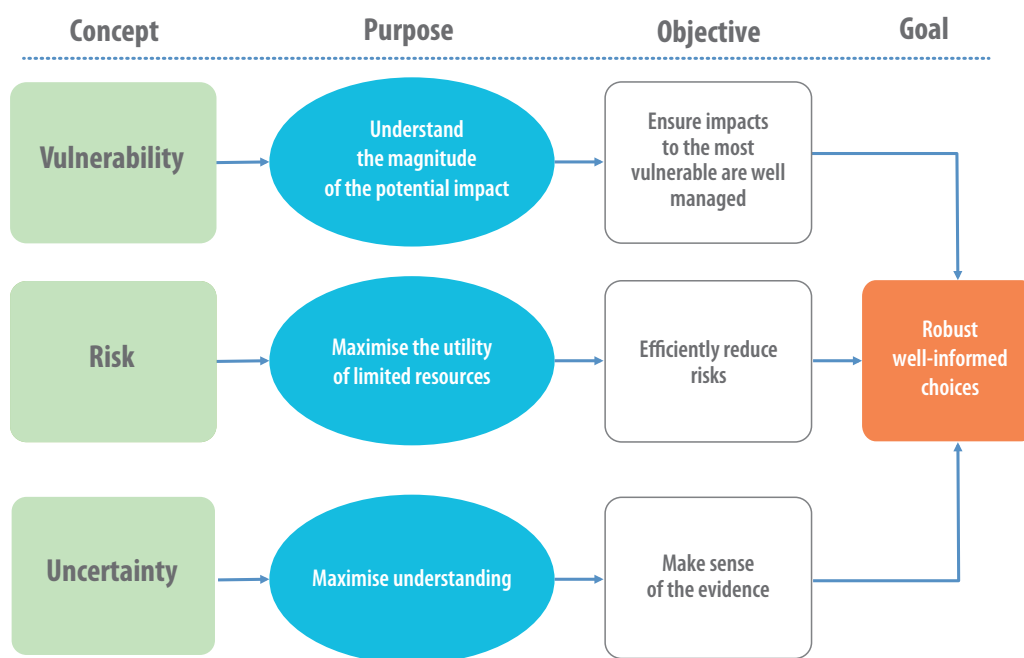 Concept
Purpose
Objective
Goal
Vulnerability
Understand
the magnitude
of the potential impact
Ensure impacts
to the most
vulnerable are well
managed
Risk
Maximise the utility
of limited resources
Efficiently reduce
risks
Robust
well-informed
choices
Uncertainty
Maximise understanding
Make sense
of the evidence